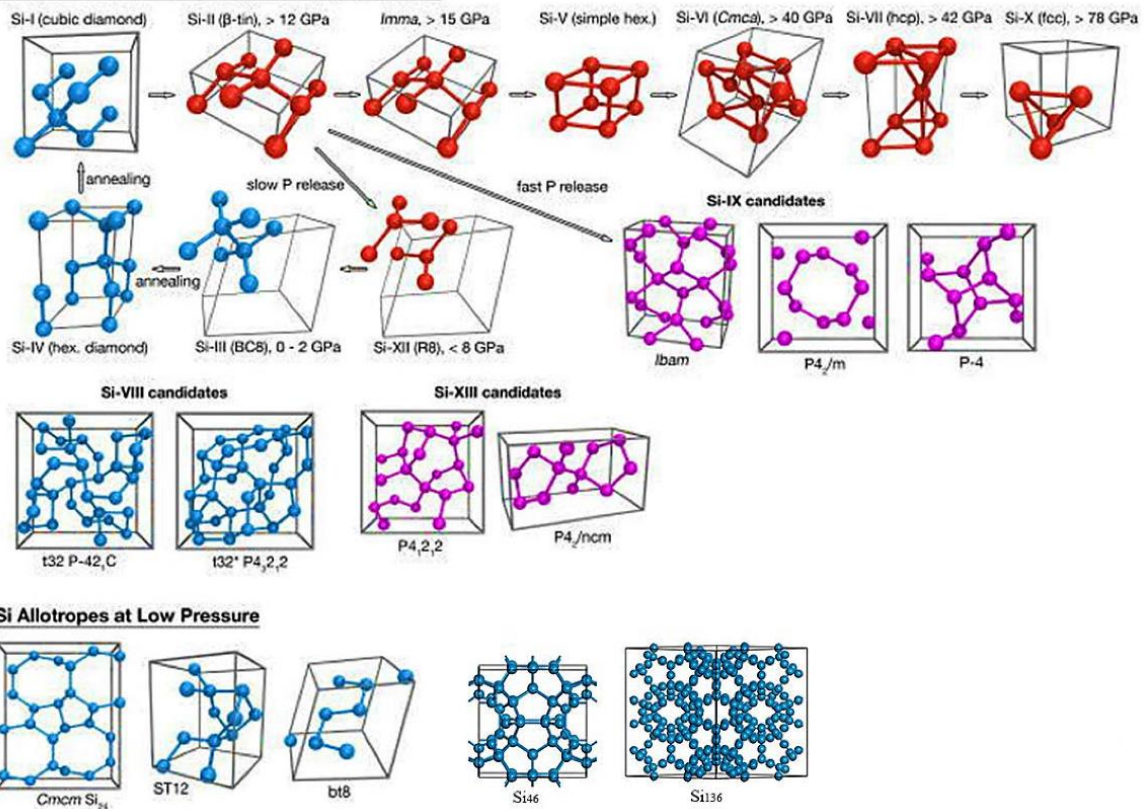 Si-I (cubic diamond)
Si-II (β-tin), > 12 GPa
Imma, > 15 GPa
Si-V (simple hex.)
Si-VI (Cmca), > 40 GPa
Si-VII (hcp), > 42 GPa
Si-X (fcc), > 78 GPa
annealing
slow P release
fast P release
Si-IX candidates
annealing
Si-IV (hex. diamond)
Si-III (BC8), 0 - 2 GPa
Si-XII (R8), < 8 GPa
Ibam
P4₂/m
P-4
Si-VIII candidates
Si-XIII candidates
t32 P-42₁C
t32* P4₃2₁2
P4₁2₁2
P4₂/ncm
Si Allotropes at Low Pressure
Cmcm Si₂₄
ST12
bt8
Si46
Si136